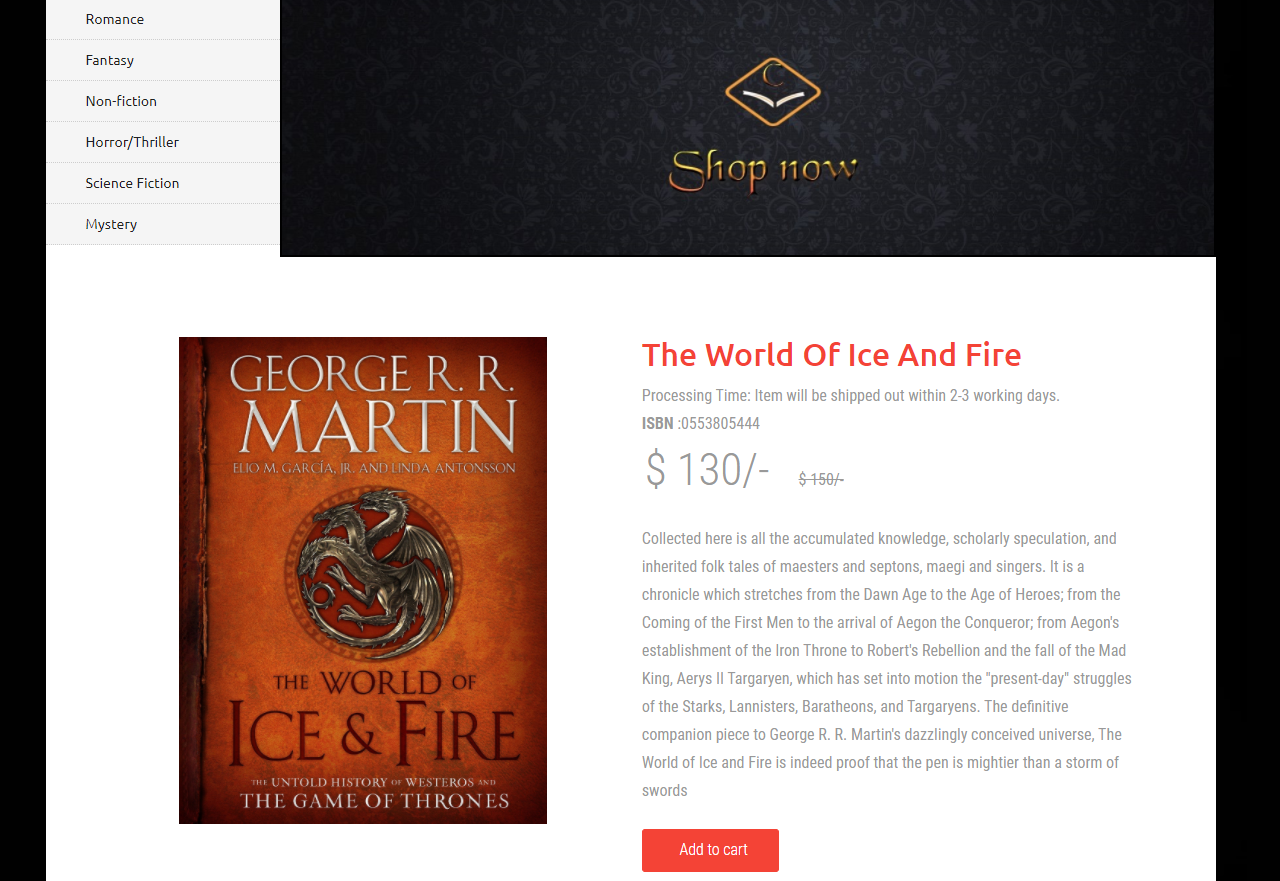 Romance
Fantasy
Non-fiction
Horror/Thriller
Science Fiction
Mystery
C
Shop now
GEORGE R. R.
MARTIN
ELIO M. GARCÍA, JR. AND LINDA ANTONSSON
THE WORLD OF
ICE & FIRE
THE UNTOLD HISTORY OF WESTEROS AND
THE GAME OF THRONES
The World Of Ice And Fire
Processing Time: Item will be shipped out within 2-3 working days.
ISBN :0553805444
$ 130/- $ 150/-
Collected here is all the accumulated knowledge, scholarly speculation, and
inherited folk tales of maesters and septons, maegi and singers. It is a
chronicle which stretches from the Dawn Age to the Age of Heroes; from the
Coming of the First Men to the arrival of Aegon the Conqueror; from Aegon's
establishment of the Iron Throne to Robert's Rebellion and the fall of the Mad
King, Aerys II Targaryen, which has set into motion the "present-day" struggles
of the Starks, Lannisters, Baratheons, and Targaryens. The definitive
companion piece to George R. R. Martin's dazzlingly conceived universe, The
World of Ice and Fire is indeed proof that the pen is mightier than a storm of
swords
Add to cart